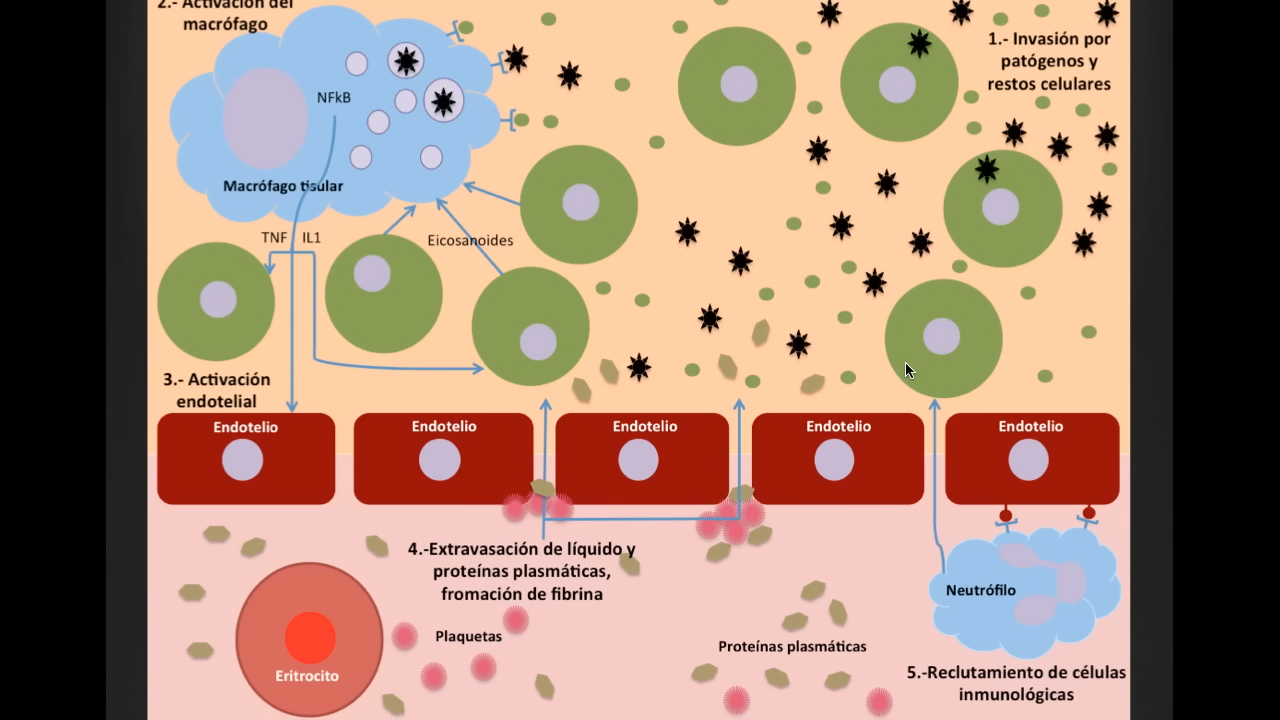 2.- Activación del
macrófago
1.- Invasión por
patógenos y
restos celulares
NFkB
Macrófago tisular
TNF
IL1
Eicosanoides
3.- Activación
endotelial
Endotelio
Endotelio
Endotelio
Endotelio
Endotelio
4.-Extravasación de líquido y
proteínas plasmáticas,
fromación de fibrina
Neutrófilo
Plaquetas
Proteínas plasmáticas
Eritrocito
5.-Reclutamiento de células
inmunológicas